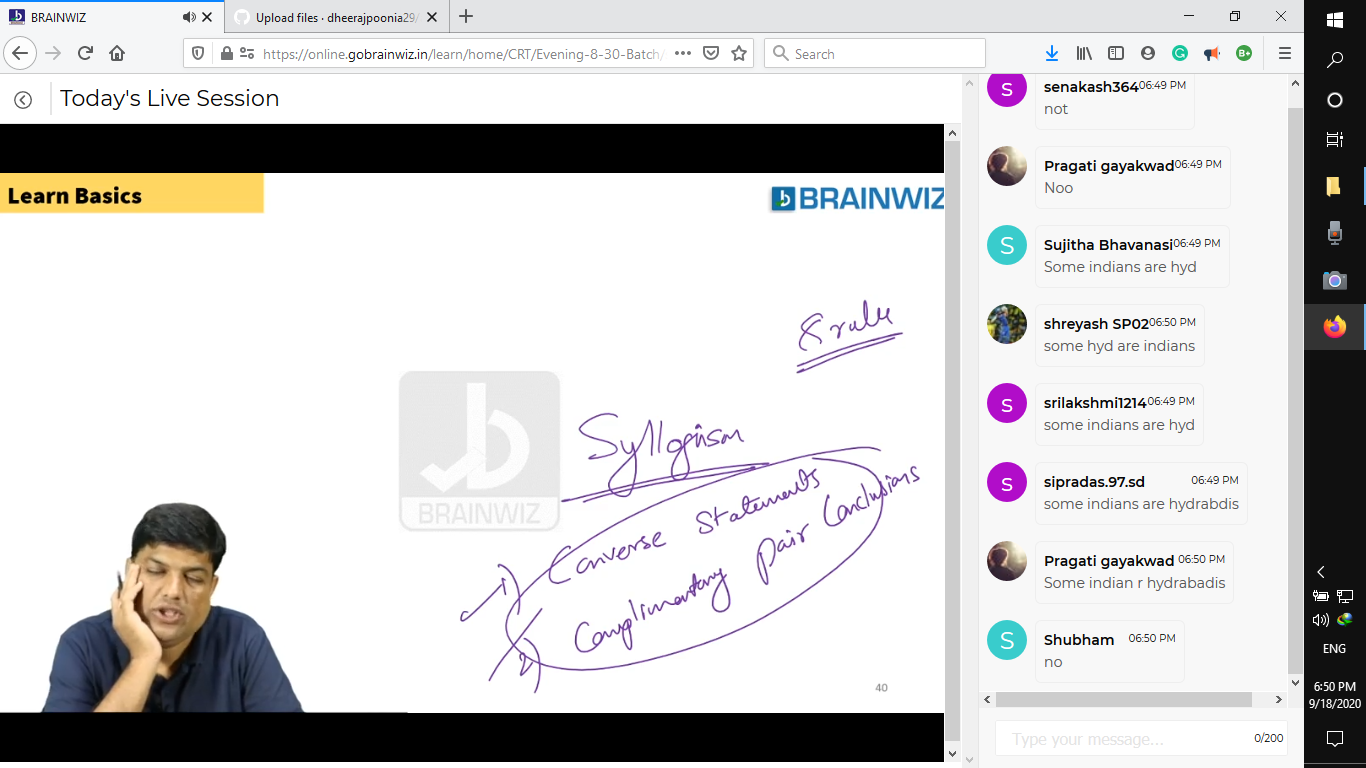 BRAINWIZ
Upload files · dheerajpoonia29/
https://online.gobrainwiz.in/learn/home/CRT/Evening-8-30-Batch/
Search
Today's Live Session
Learn Basics
BRAINWIZ
Syllogism
BRAINWIZ
1) Converse Statements
2) Complimentary pair Conclusions
40
senakash364 06:49 PM
not
Pragati gayakwad 06:49 PM
Noo
Sujitha Bhavanasi 06:49 PM
Some indians are hyd
shreyash SP02 06:50 PM
some hyd are indians
srilakshmi1214 06:49 PM
some indians are hyd
sipradas.97.sd 06:49 PM
some indians are hydrabdis
Pragati gayakwad 06:50 PM
Some indian r hydrabadis
Shubham 06:50 PM
no
Type your message...
0/200
ENG
6:50 PM
9/18/2020